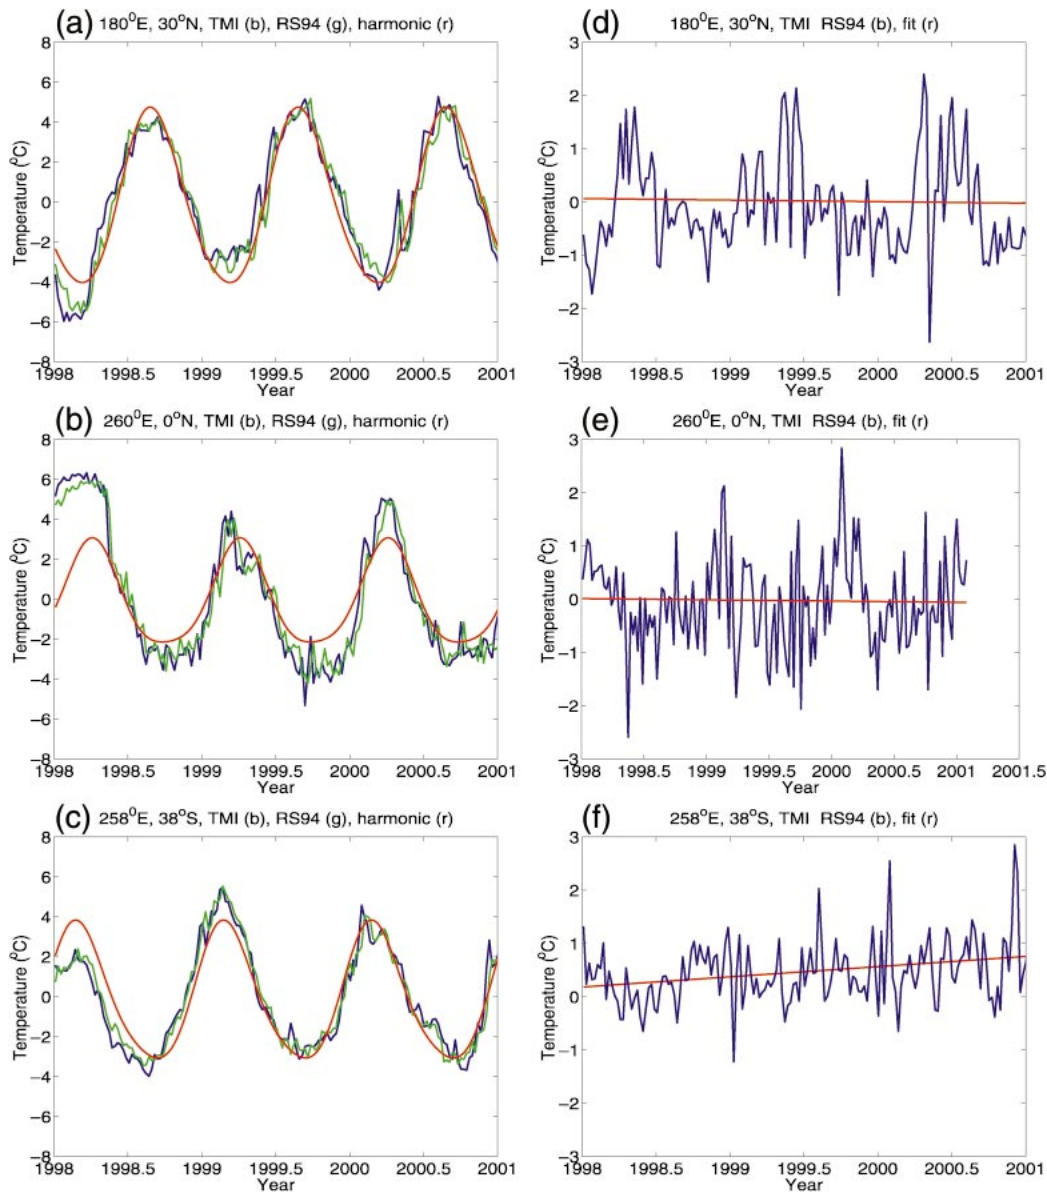 (a) 180⁰E, 30⁰N, TMI (b), RS94 (g), harmonic (r)
8
6
4
2
0
−2
−4
−6
−8
Temperature (⁰C)
1998 1998.5 1999 1999.5 2000 2000.5 2001
Year
(d) 180⁰E, 30⁰N, TMI RS94 (b), fit (r)
3
2
1
0
−1
−2
−3
Temperature (⁰C)
1998 1998.5 1999 1999.5 2000 2000.5 2001
Year
(b) 260⁰E, 0⁰N, TMI (b), RS94 (g), harmonic (r)
8
6
4
2
0
−2
−4
−6
−8
Temperature (⁰C)
1998 1998.5 1999 1999.5 2000 2000.5 2001
Year
(e) 260⁰E, 0⁰N, TMI RS94 (b), fit (r)
3
2
1
0
−1
−2
−3
Temperature (⁰C)
1998 1998.5 1999 1999.5 2000 2000.5 2001 2001.5
Year
(c) 258⁰E, 38⁰S, TMI (b), RS94 (g), harmonic (r)
8
6
4
2
0
−2
−4
−6
−8
Temperature (⁰C)
1998 1998.5 1999 1999.5 2000 2000.5 2001
Year
(f) 258⁰E, 38⁰S, TMI RS94 (b), fit (r)
3
2
1
0
−1
−2
−3
Temperature (⁰C)
1998 1998.5 1999 1999.5 2000 2000.5 2001
Year